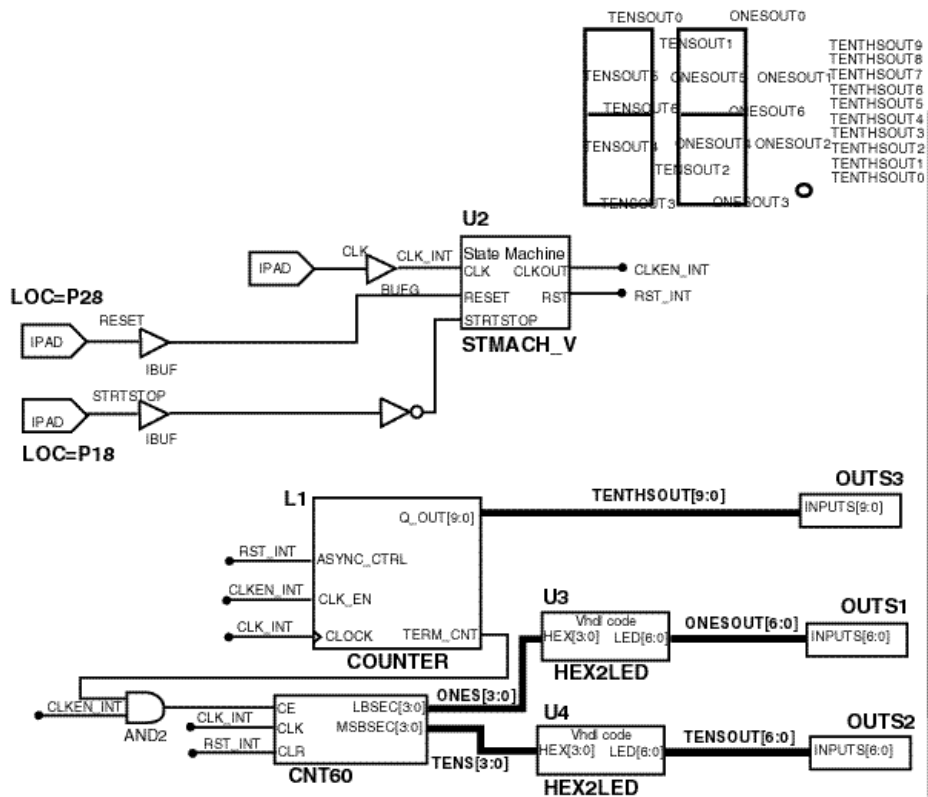 TENSOUT0 ONESOUT0
TENSOUT1
TENTHSOUT9
TENTHSOUT8
TENSOUT5 ONESOUT5 ONESOUT1 TENTHSOUT7
TENTHSOUT6
TENSOUT6 ONESOUT6 TENTHSOUT5
TENTHSOUT4
TENTHSOUT3
TENSOUT4 ONESOUT4 ONESOUT2 TENTHSOUT2
TENSOUT2 TENTHSOUT1
TENTHSOUT0
TENSOUT3 ONESOUT3
U2
State Machine
IPAD CLK CLK_INT CLK CLKOUT CLKEN_INT
BUFG RESET RST RST_INT
STRTSTOP
STMACH_V
LOC=P28
RESET
IPAD
IBUF
STRTSTOP
IPAD
IBUF
LOC=P18
L1
TENTHSOUT[9:0]
OUTS3
Q_OUT[9:0] INPUTS[9:0]
RST_INT ASYNC_CTRL
CLKEN_INT CLK_EN
CLK_INT CLOCK TERM_CNT
COUNTER
U3
Vhdl code
HEX[3:0] LED[6:0]
HEX2LED
ONESOUT[6:0]
OUTS1
INPUTS[6:0]
CLKEN_INT
AND2
ONES[3:0]
CE LBSEC[3:0]
CLK_INT CLK MSBSEC[3:0]
RST_INT CLR
CNT60
TENS[3:0]
U4
Vhdl code
HEX[3:0] LED[6:0]
HEX2LED
TENSOUT[6:0]
OUTS2
INPUTS[6:0]